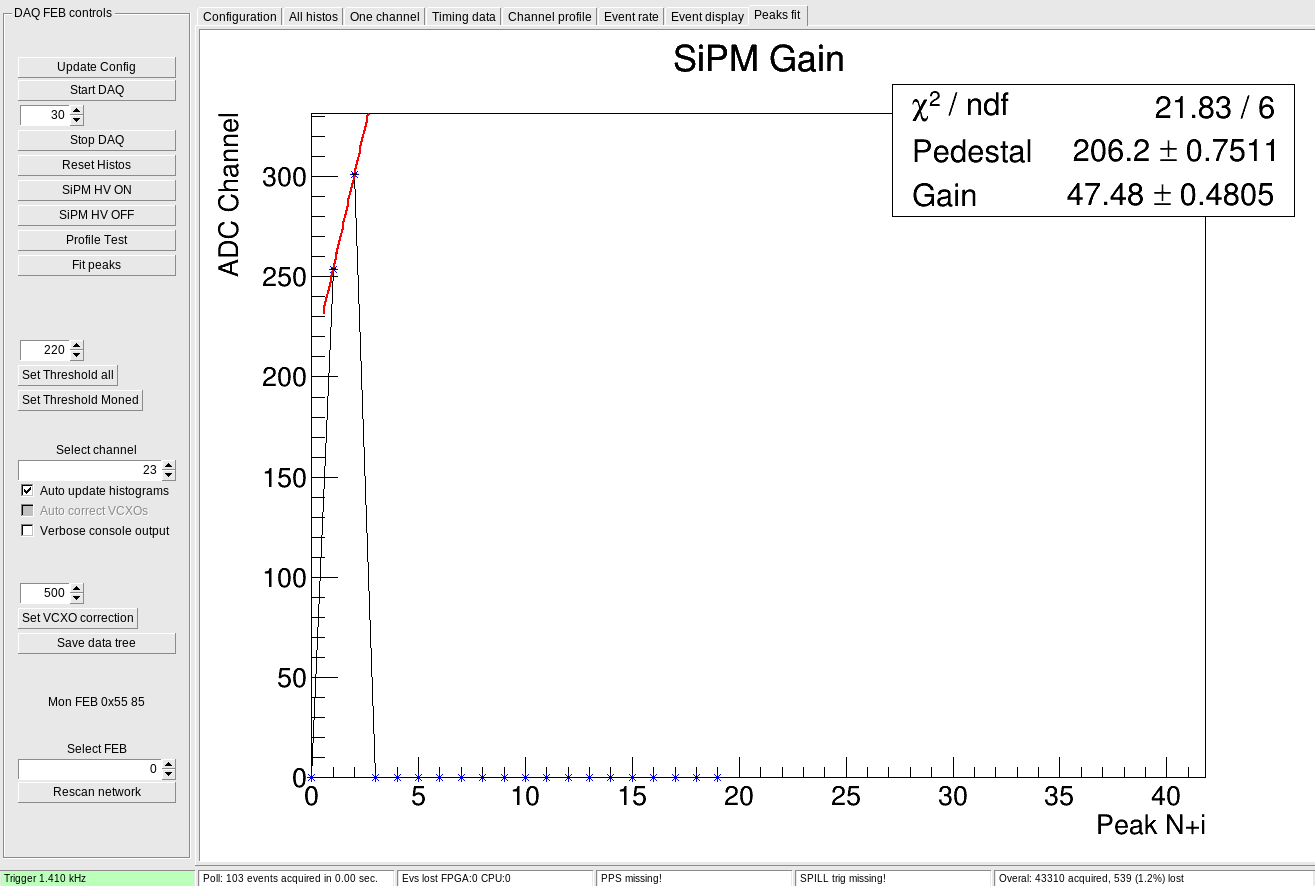 DAQ FEB controls
Update Config
Start DAQ
30
Stop DAQ
Reset Histos
SiPM HV ON
SiPM HV OFF
Profile Test
Fit peaks
220
Set Threshold all
Set Threshold Moned
Select channel
23
Auto update histograms
Auto correct VCXOs
Verbose console output
500
Set VCXO correction
Save data tree
Mon FEB 0x55 85
Select FEB
0
Rescan network
Configuration All histos One channel Timing data Channel profile Event rate Event display Peaks fit
SiPM Gain
χ² / ndf 21.83 / 6
Pedestal 206.2 ± 0.7511
Gain 47.48 ± 0.4805
ADC Channel
300
250
200
150
100
50
0
0 5 10 15 20 25 30 35 40
Peak N+i
Trigger 1.410 kHz Poll: 103 events acquired in 0.00 sec. Evs lost FPGA:0 CPU:0 PPS missing! SPILL trig missing! Overal: 43310 acquired, 539 (1.2%) lost